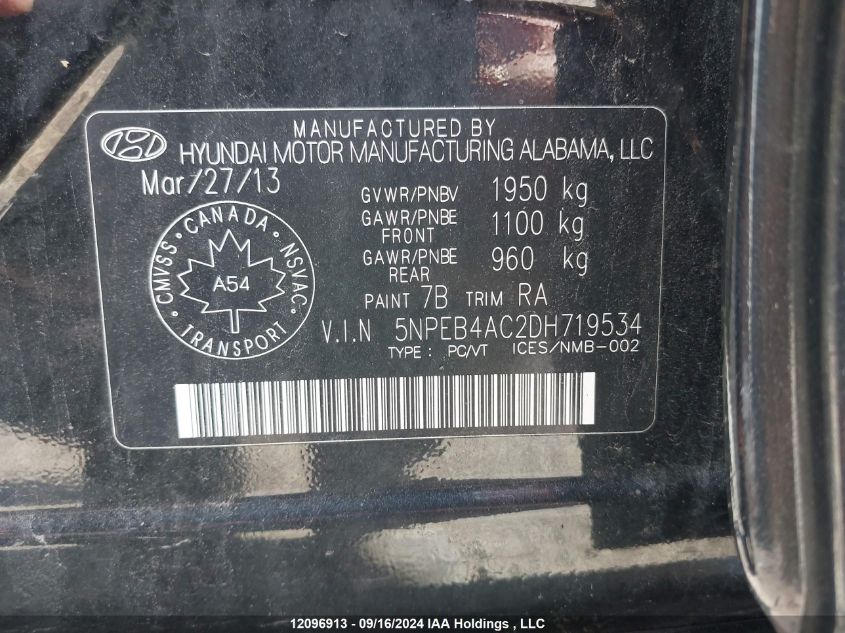 MANUFACTURED BY
HYUNDAI MOTOR MANUFACTURING ALABAMA, LLC
Mar/27/13
GVWR/PNBV 1950 kg
GAWR/PNBE FRONT 1100 kg
GAWR/PNBE REAR 960 kg
PAINT 7B TRIM RA
V.I.N 5NPEB4AC2DH719534
TYPE : PC/VT ICES/NMB-002
CANADA
CMVSS
NSVAC
A54
TRANSPORT
12096913 - 09/16/2024 IAA Holdings , LLC